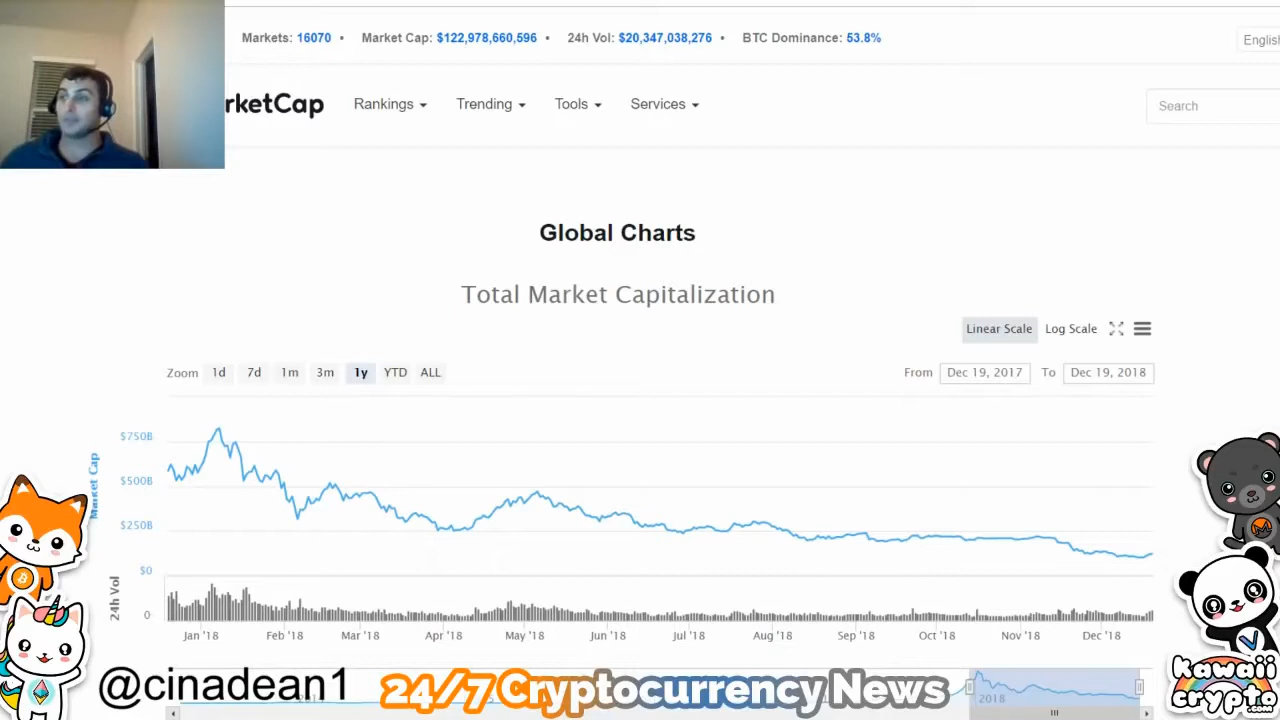 Markets: 16070 • Market Cap: $122,978,660,596 • 24h Vol: $20,347,038,276 • BTC Dominance: 53.8%
English
rketCap Rankings Trending Tools Services
Search
Global Charts
Total Market Capitalization
Linear Scale Log Scale
Zoom 1d 7d 1m 3m 1y YTD ALL From Dec 19, 2017 To Dec 19, 2018
$750B
$500B
$250B
$0
Market Cap
0
24h Vol
Jan '18 Feb '18 Mar '18 Apr '18 May '18 Jun '18 Jul '18 Aug '18 Sep '18 Oct '18 Nov '18 Dec '18
@cinadean1 24/7 Cryptocurrency News
2018
kawaii
crypto.com